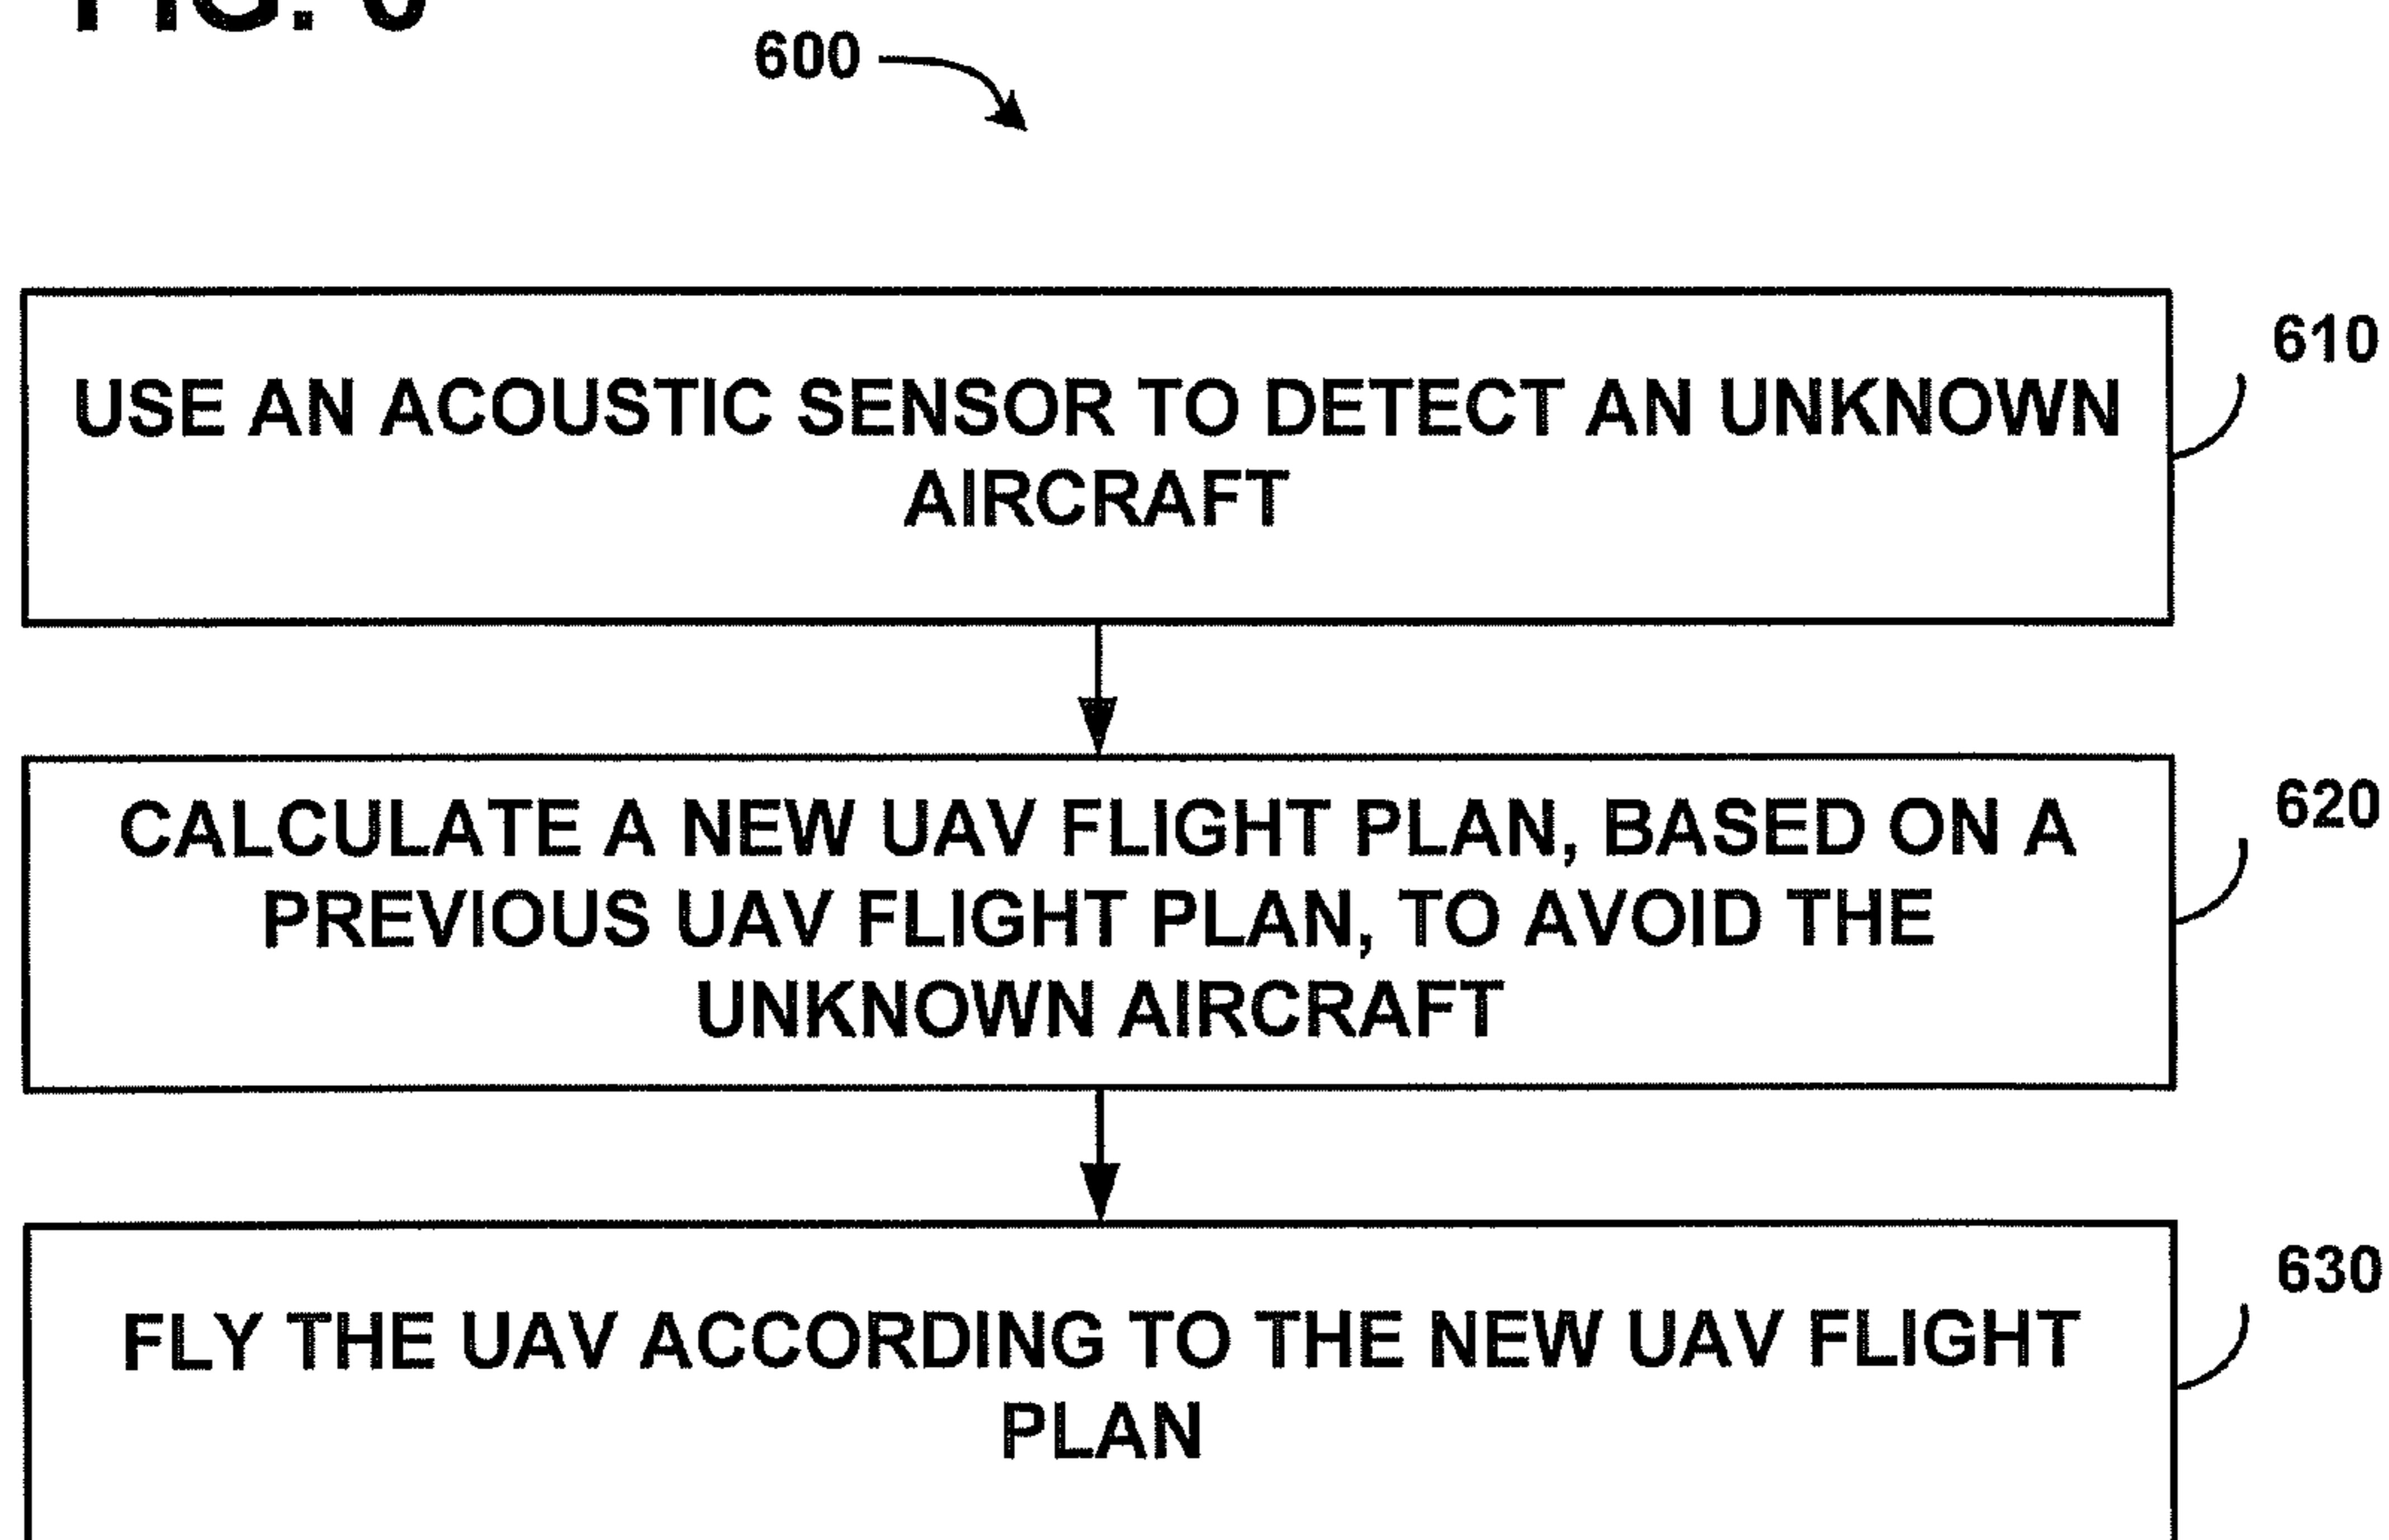 FIG. 6
600
610
USE AN ACOUSTIC SENSOR TO DETECT AN UNKNOWN
AIRCRAFT
620
CALCULATE A NEW UAV FLIGHT PLAN, BASED ON A
PREVIOUS UAV FLIGHT PLAN, TO AVOID THE
UNKNOWN AIRCRAFT
630
FLY THE UAV ACCORDING TO THE NEW UAV FLIGHT
PLAN